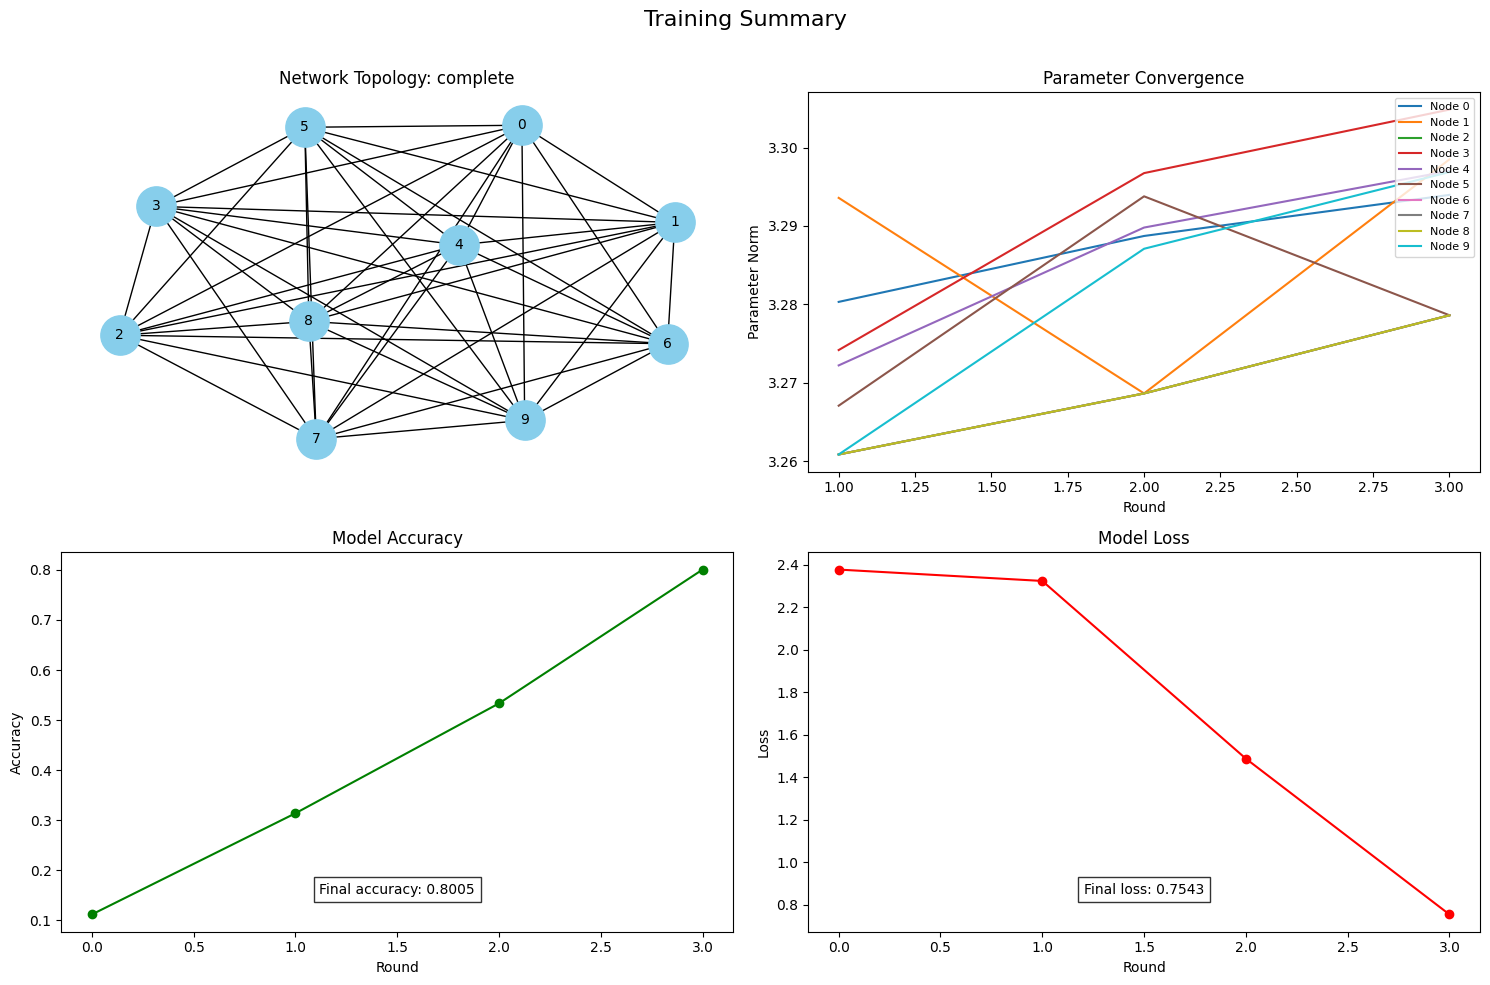 Training Summary
Network Topology: complete
5
0
3
1
4
8
2
6
9
7
Parameter Convergence
Parameter Norm
3.30
3.29
3.28
3.27
3.26
Node 0
Node 1
Node 2
Node 3
Node 4
Node 5
Node 6
Node 7
Node 8
Node 9
1.00 1.25 1.50 1.75 2.00 2.25 2.50 2.75 3.00
Round
Model Accuracy
Accuracy
0.8
0.7
0.6
0.5
0.4
0.3
0.2
0.1
Final accuracy: 0.8005
0.0 0.5 1.0 1.5 2.0 2.5 3.0
Round
Model Loss
Loss
2.4
2.2
2.0
1.8
1.6
1.4
1.2
1.0
0.8
Final loss: 0.7543
0.0 0.5 1.0 1.5 2.0 2.5 3.0
Round